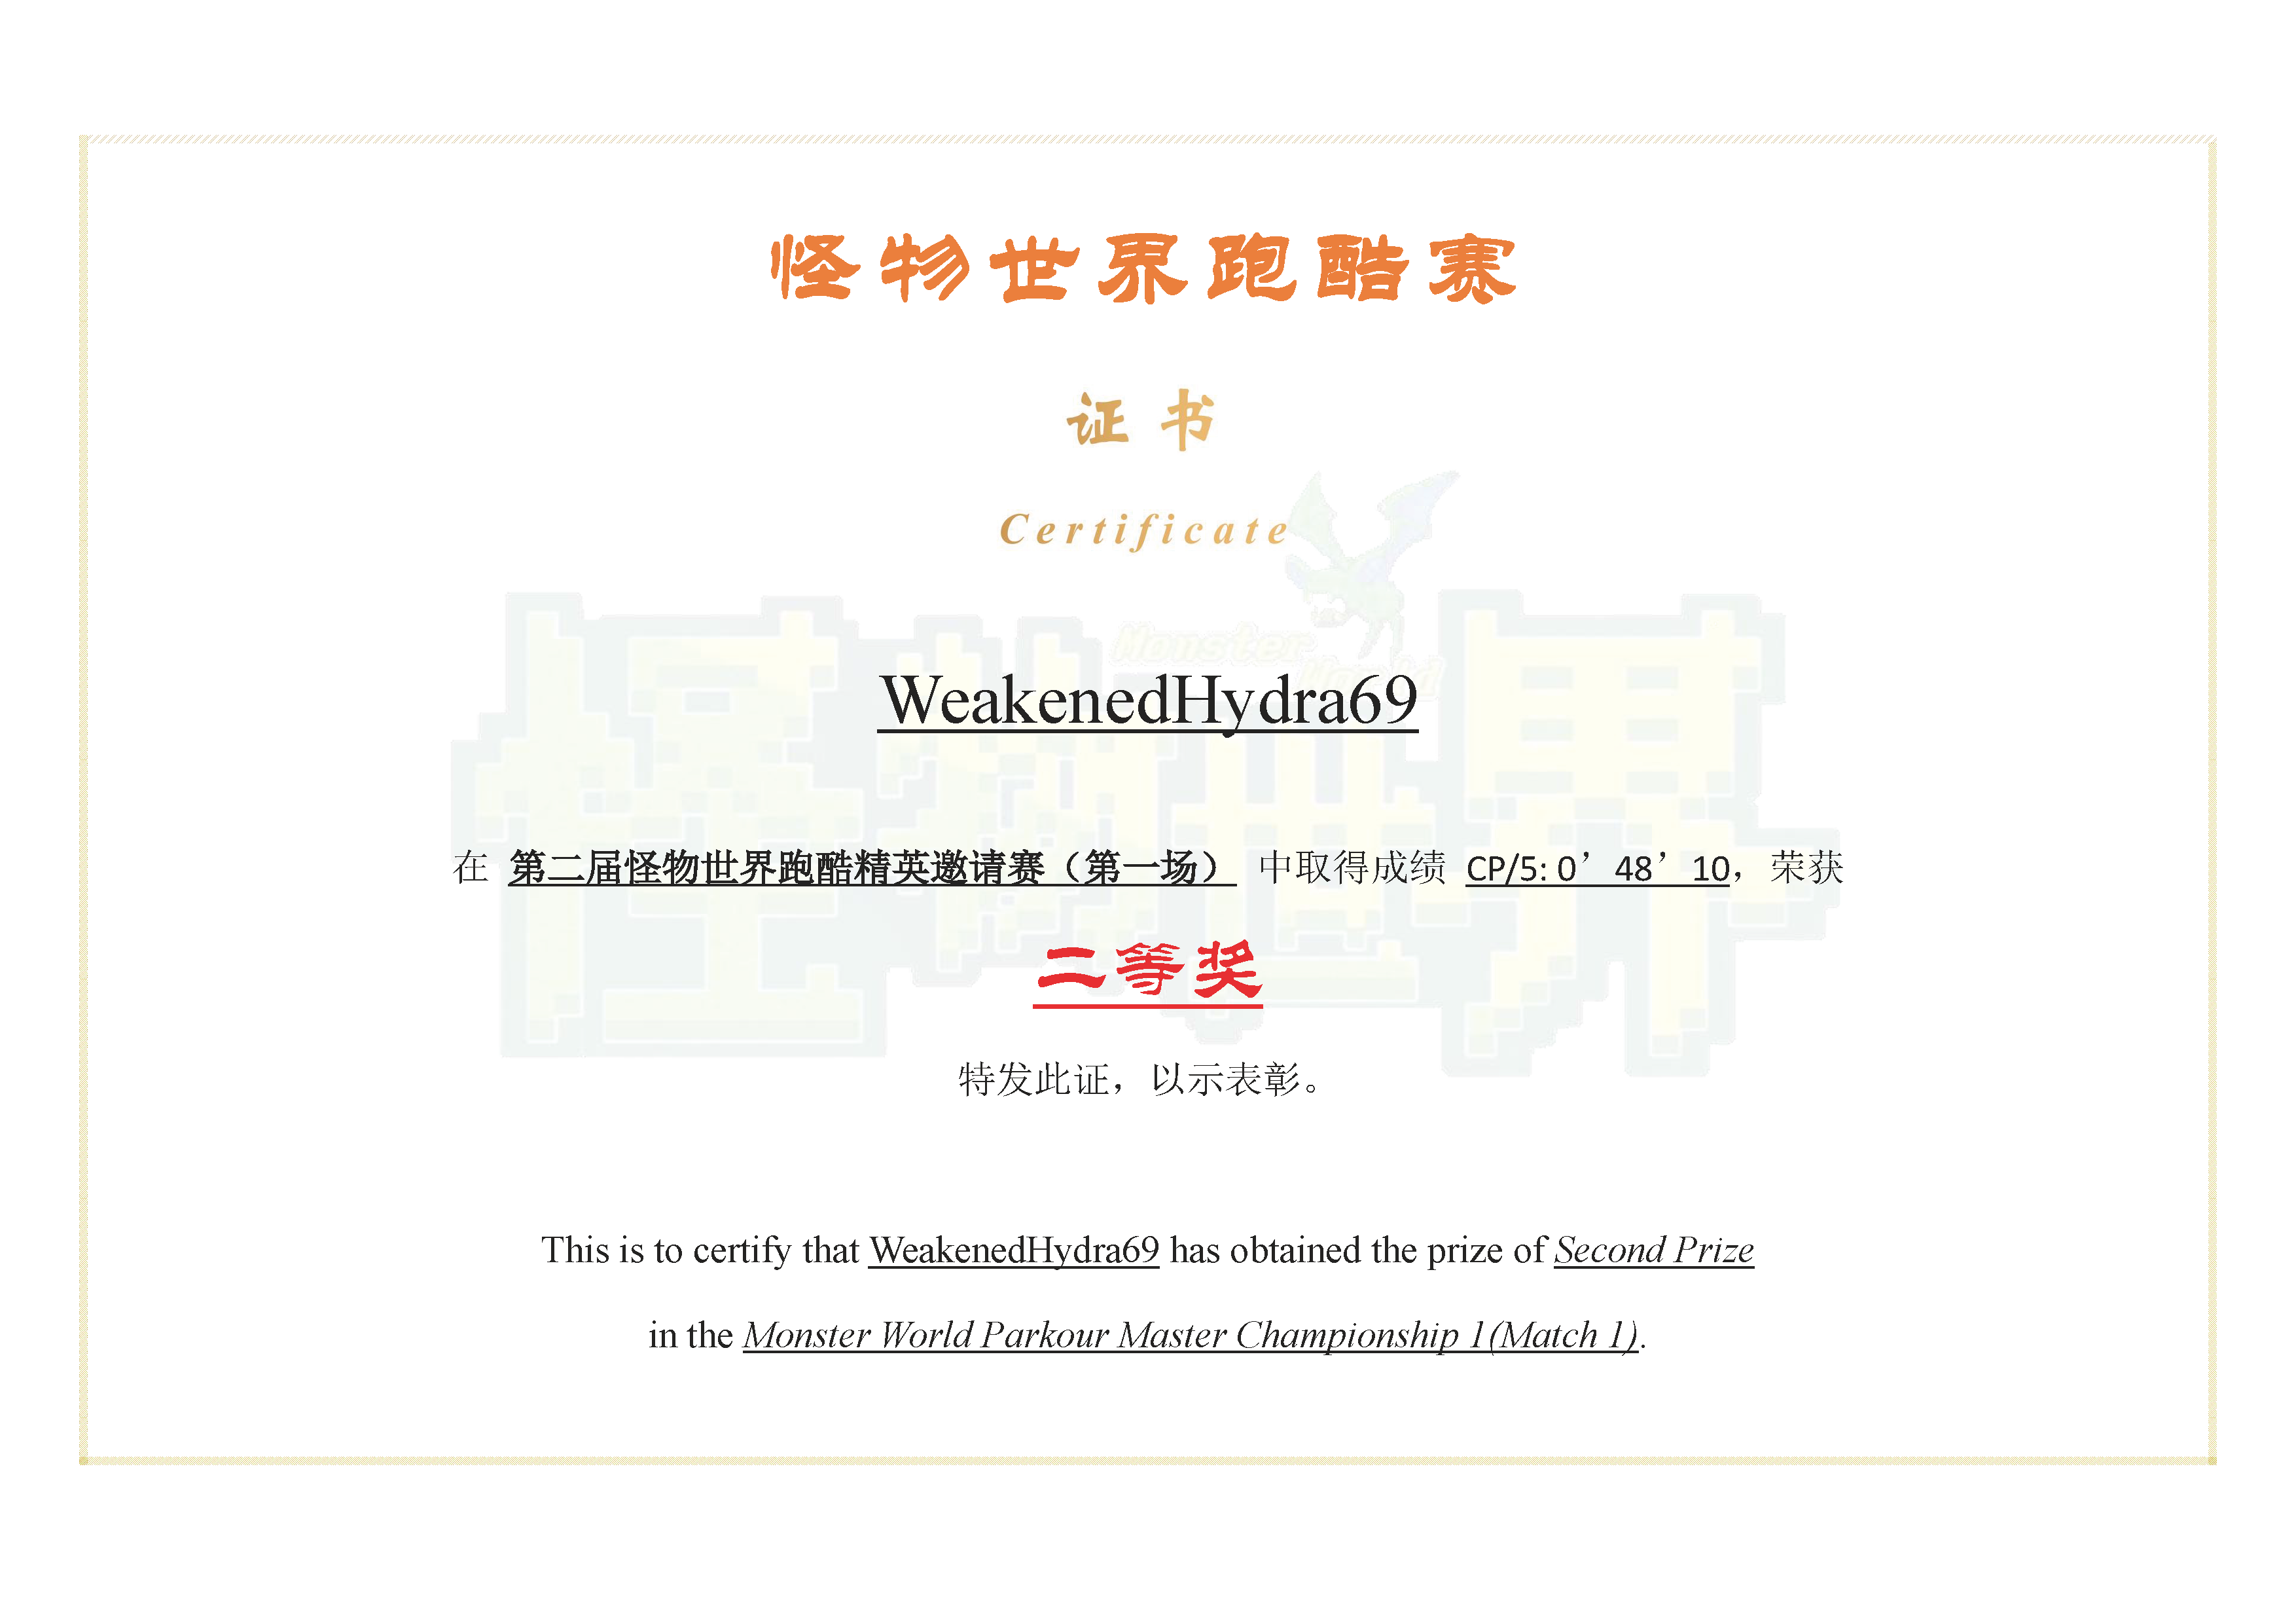 怪物世界跑酷赛
证书
Certificate
Monster
World
WeakenedHydra69
怪物世界
在 第二届怪物世界跑酷精英邀请赛（第一场） 中取得成绩 CP/5: 0’48’10，荣获
二等奖
特发此证，以示表彰。
This is to certify that WeakenedHydra69 has obtained the prize of Second Prize
in the Monster World Parkour Master Championship 1(Match 1).